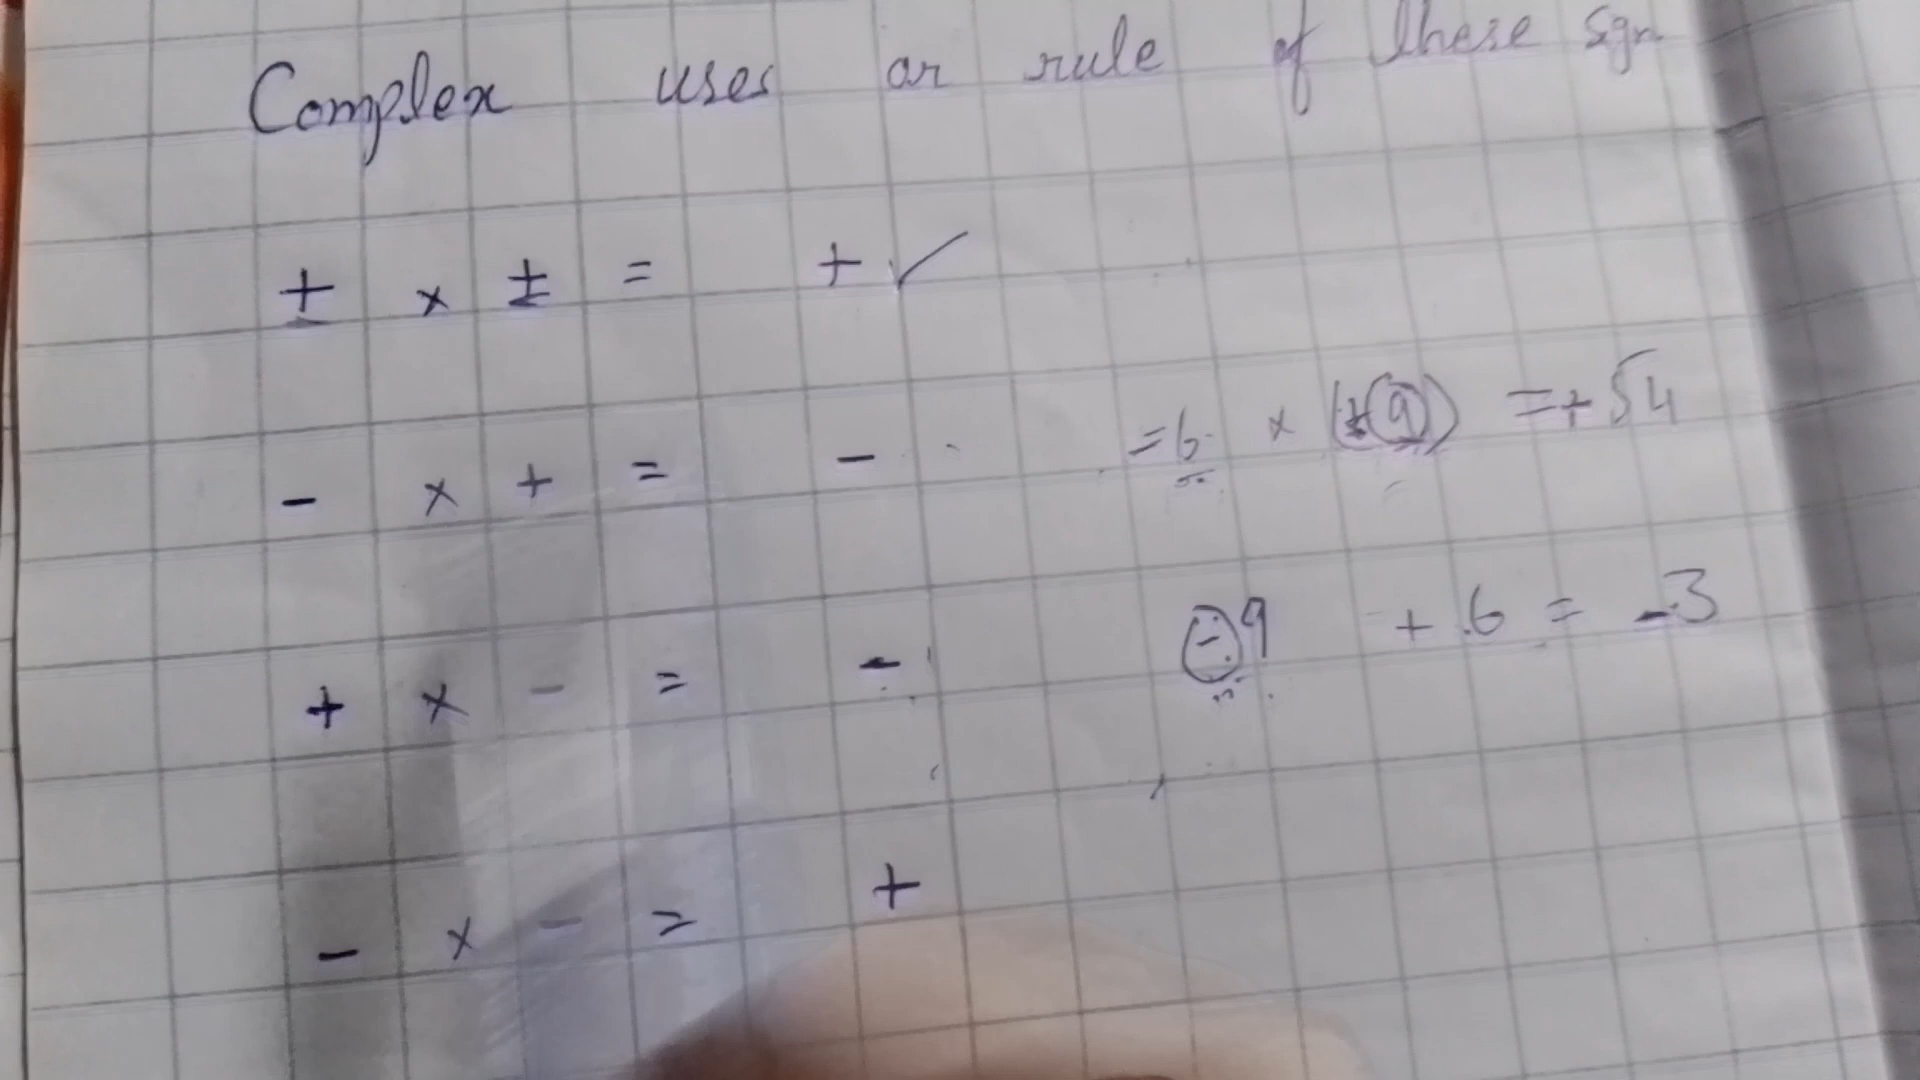 Complex uses or rule of these sign
± × ± = + ✓
- × + = -
= 6 × (+(9)) = + 54
+ × - = -
-9 + 6 = -3
- × - = +